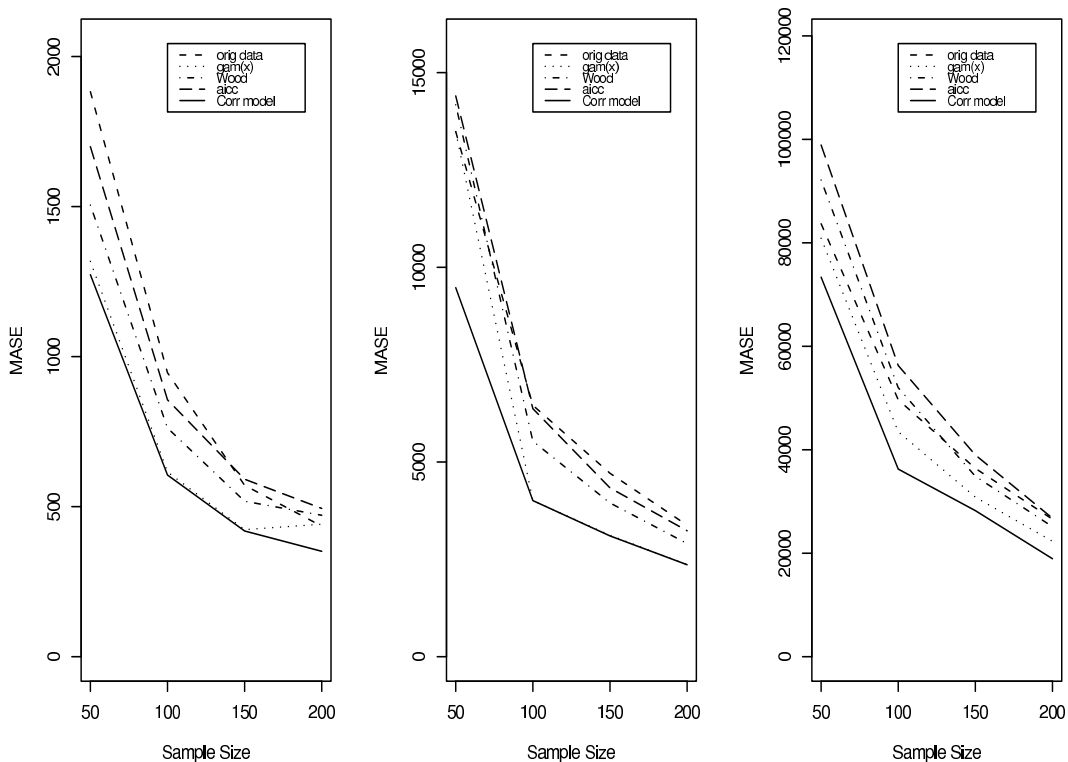 orig data
gam(x)
Wood
aicc
Corr model
2000
1500
1000
500
0
MASE
50 100 150 200
Sample Size
orig data
gam(x)
Wood
aicc
Corr model
15000
10000
5000
0
MASE
50 100 150 200
Sample Size
orig data
gam(x)
Wood
aicc
Corr model
120000
100000
80000
60000
40000
20000
0
MASE
50 100 150 200
Sample Size